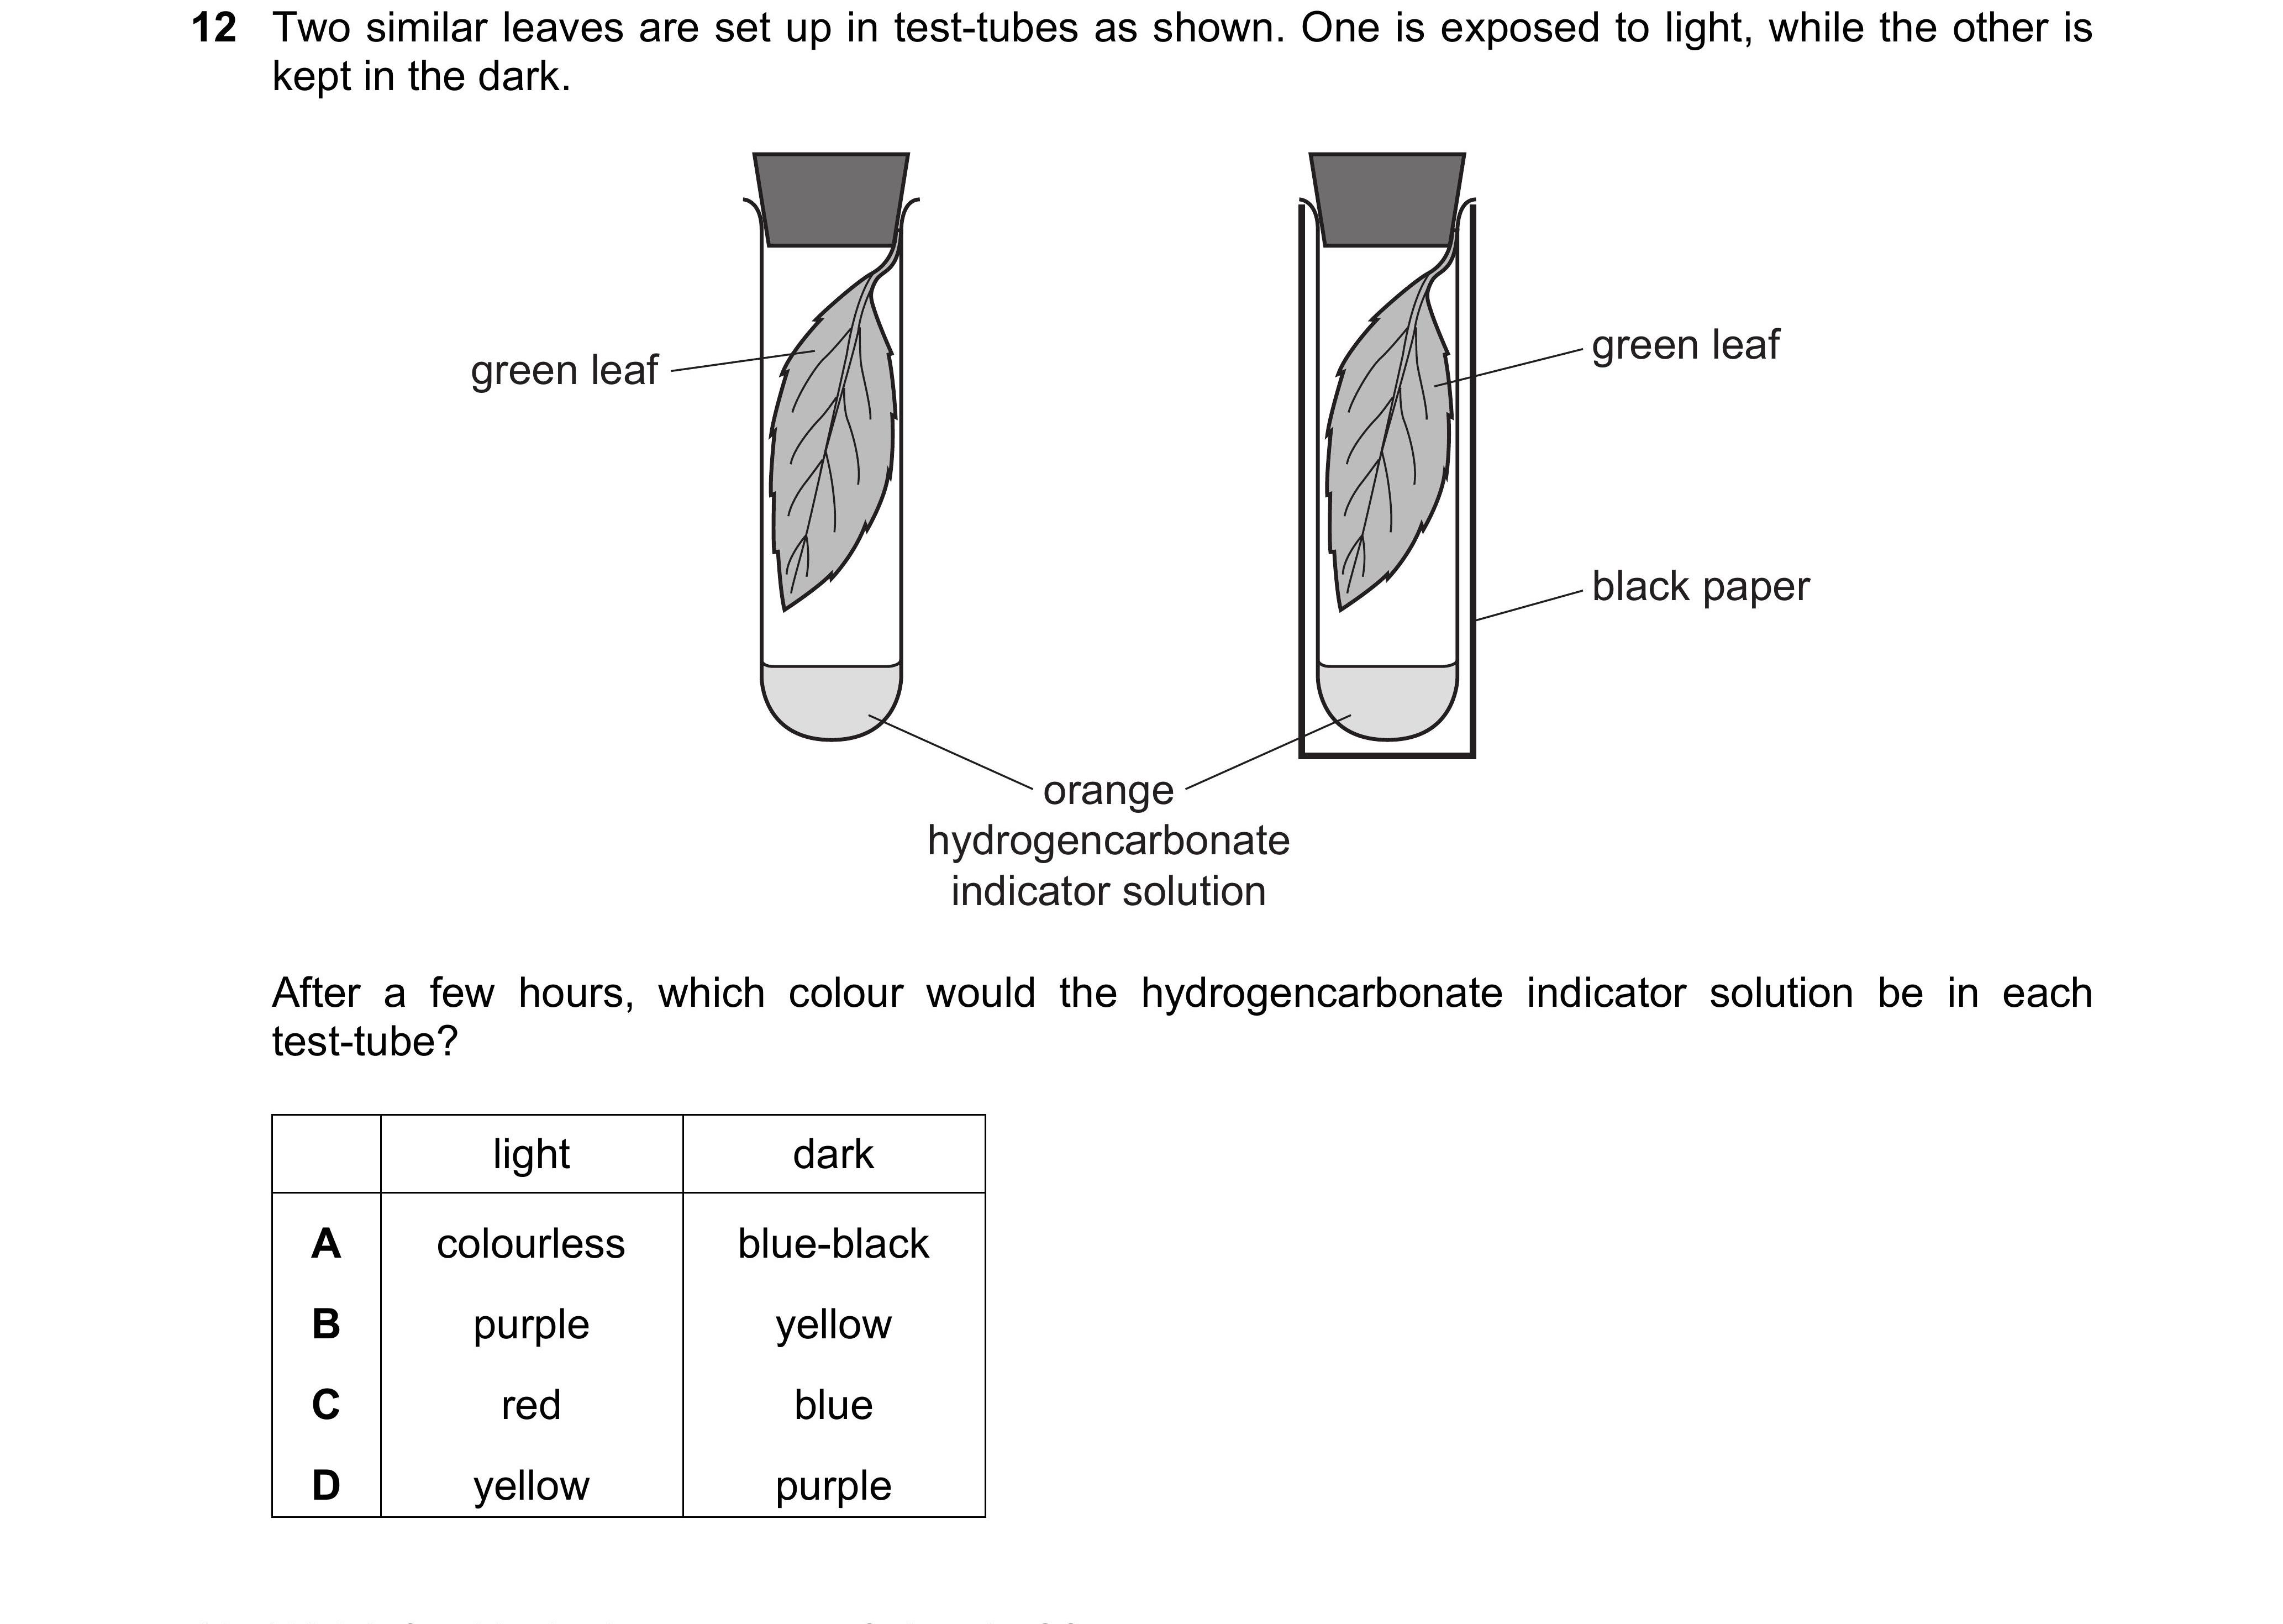 12 Two similar leaves are set up in test-tubes as shown. One is exposed to light, while the other is
kept in the dark.
green leaf
green leaf
black paper
orange
hydrogencarbonate
indicator solution
After a few hours, which colour would the hydrogencarbonate indicator solution be in each
test-tube?
light dark
A colourless blue-black
B purple yellow
C red blue
D yellow purple